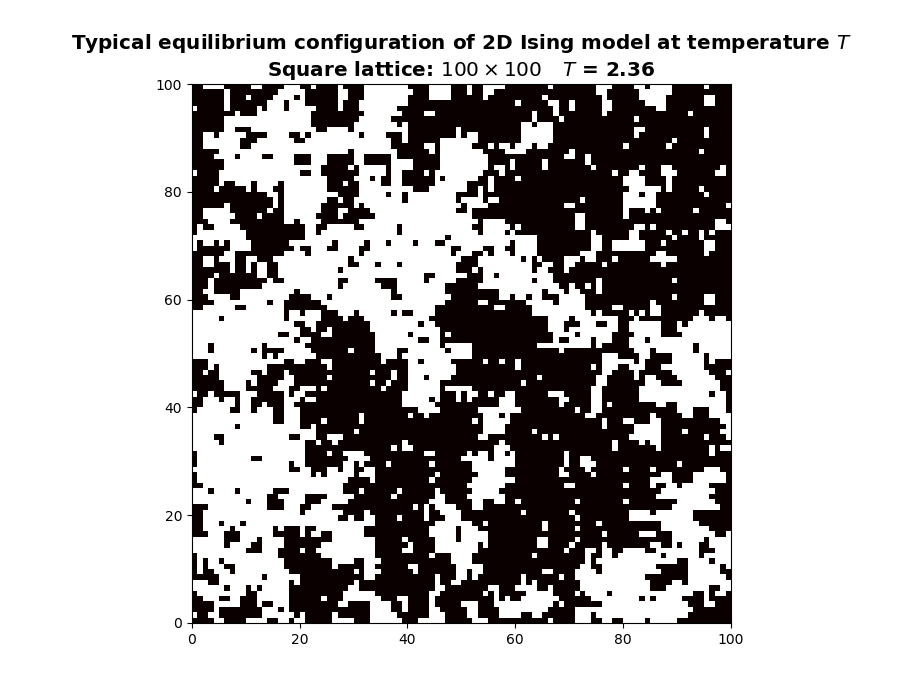 Typical equilibrium configuration of 2D Ising model at temperature T
Square lattice: 100 × 100 T = 2.36
100
80
60
40
20
0
0 20 40 60 80 100